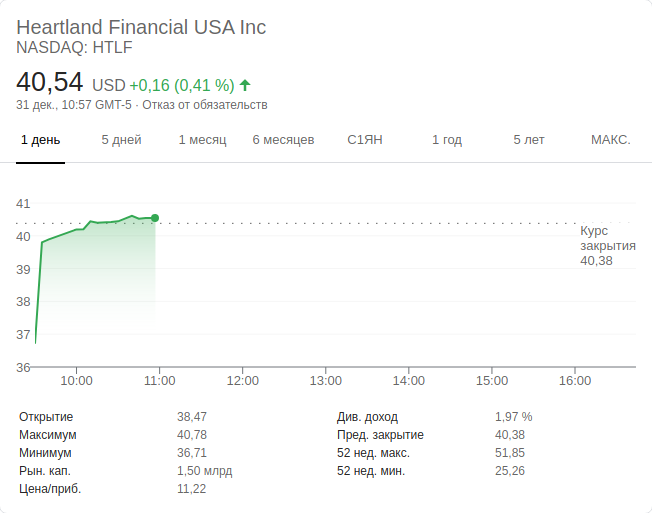 Heartland Financial USA Inc
NASDAQ: HTLF
40,54 USD +0,16 (0,41 %)
31 дек., 10:57 GMT-5 · Отказ от обязательств
1 день 5 дней 1 месяц 6 месяцев С1ЯН 1 год 5 лет МАКС.
41
40
39
38
37
36
Курс
закрытия
40,38
10:00 11:00 12:00 13:00 14:00 15:00 16:00
Открытие 38,47 Див. доход 1,97 %
Максимум 40,78 Пред. закрытие 40,38
Минимум 36,71 52 нед. макс. 51,85
Рын. кап. 1,50 млрд 52 нед. мин. 25,26
Цена/приб. 11,22